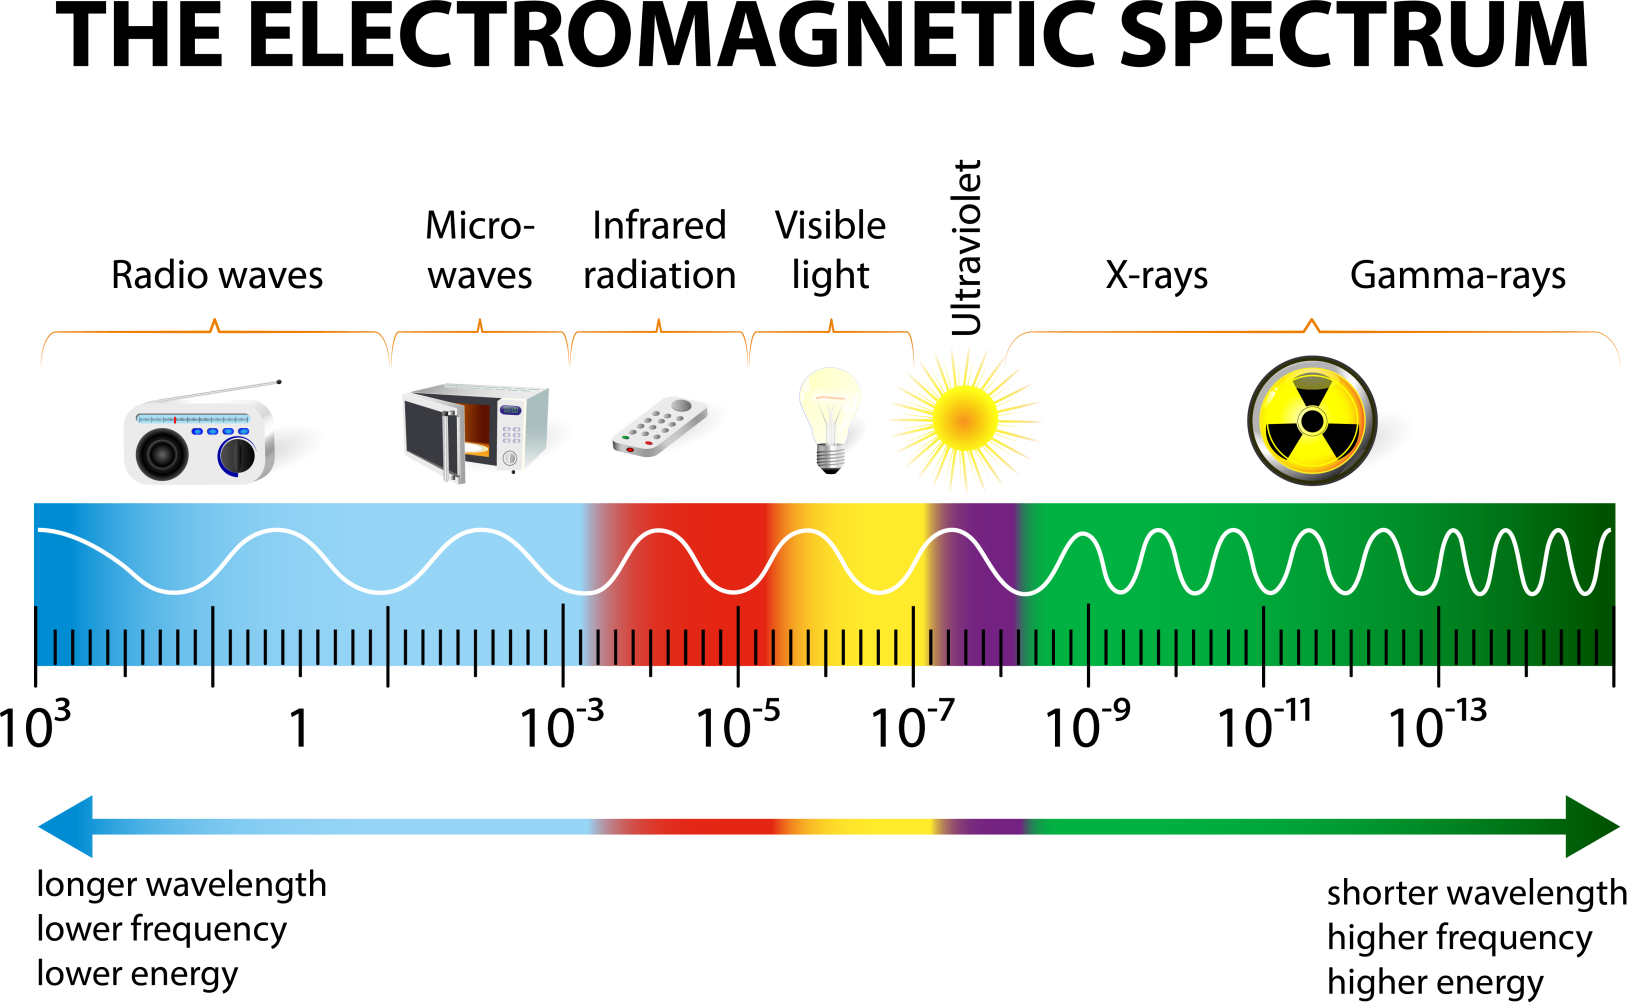 THE ELECTROMAGNETIC SPECTRUM
Radio waves
Micro-
waves
Infrared
radiation
Visible
light
Ultraviolet
X-rays
Gamma-rays
10³ 1 10⁻³ 10⁻⁵ 10⁻⁷ 10⁻⁹ 10⁻¹¹ 10⁻¹³
longer wavelength
lower frequency
lower energy
shorter wavelength
higher frequency
higher energy